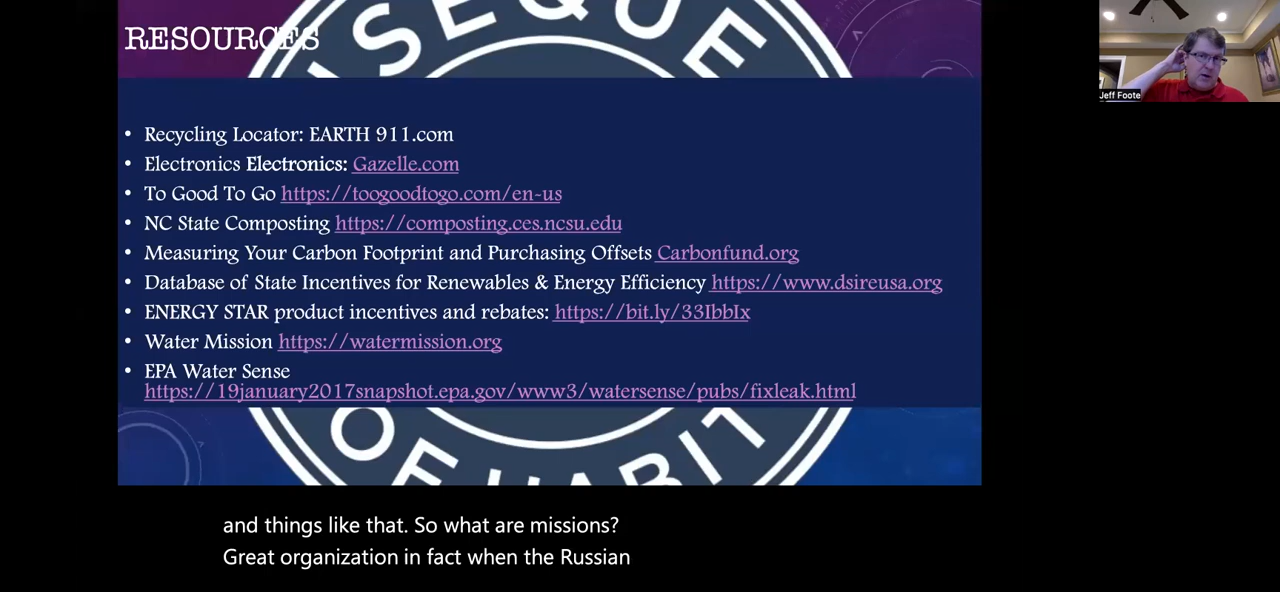 ISEQUE
RESOURCES
Jeff Foote
• Recycling Locator: EARTH 911.com
• Electronics Electronics: Gazelle.com
• To Good To Go https://toogoodtogo.com/en-us
• NC State Composting https://composting.ces.ncsu.edu
• Measuring Your Carbon Footprint and Purchasing Offsets Carbonfund.org
• Database of State Incentives for Renewables & Energy Efficiency https://www.dsireusa.org
• ENERGY STAR product incentives and rebates: https://bit.ly/33IbbIx
• Water Mission https://watermission.org
• EPA Water Sense
https://19january2017snapshot.epa.gov/www3/watersense/pubs/fixleak.html
OF HABIT
and things like that. So what are missions?
Great organization in fact when the Russian